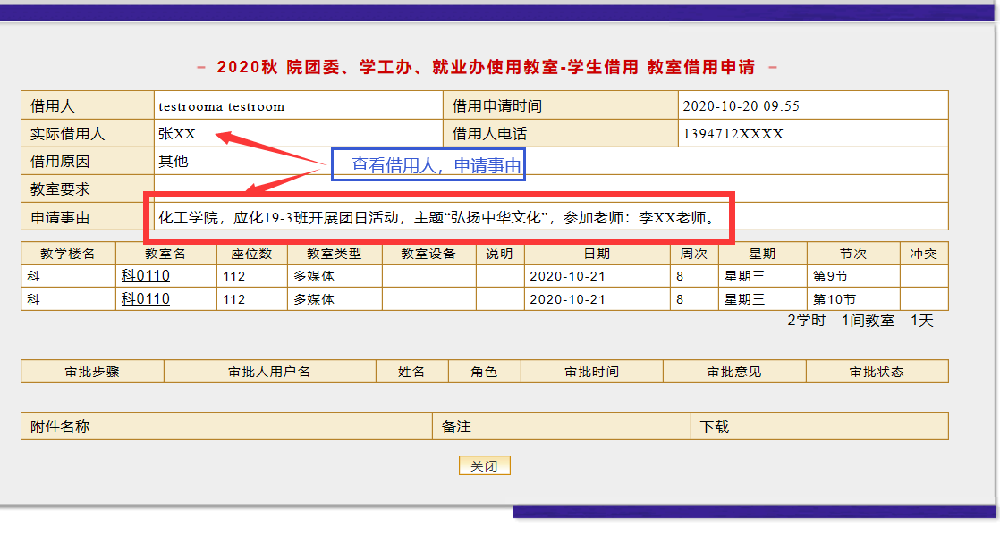 － 2020秋 院团委、学工办、就业办使用教室-学生借用 教室借用申请 －
借用人 testrooma testroom 借用申请时间 2020-10-20 09:55
实际借用人 张XX 借用人电话 1394712XXXX
借用原因 其他
查看借用人，申请事由
教室要求
申请事由 化工学院，应化19-3班开展团日活动，主题“弘扬中华文化”，参加老师：李XX老师。
教学楼名 教室名 座位数 教室类型 教室设备 说明 日期 周次 星期 节次 冲突
科 科0110 112 多媒体 2020-10-21 8 星期三 第9节
科 科0110 112 多媒体 2020-10-21 8 星期三 第10节
2学时 1间教室 1天
审批步骤 审批人用户名 姓名 角色 审批时间 审批意见 审批状态
附件名称 备注 下载
关闭